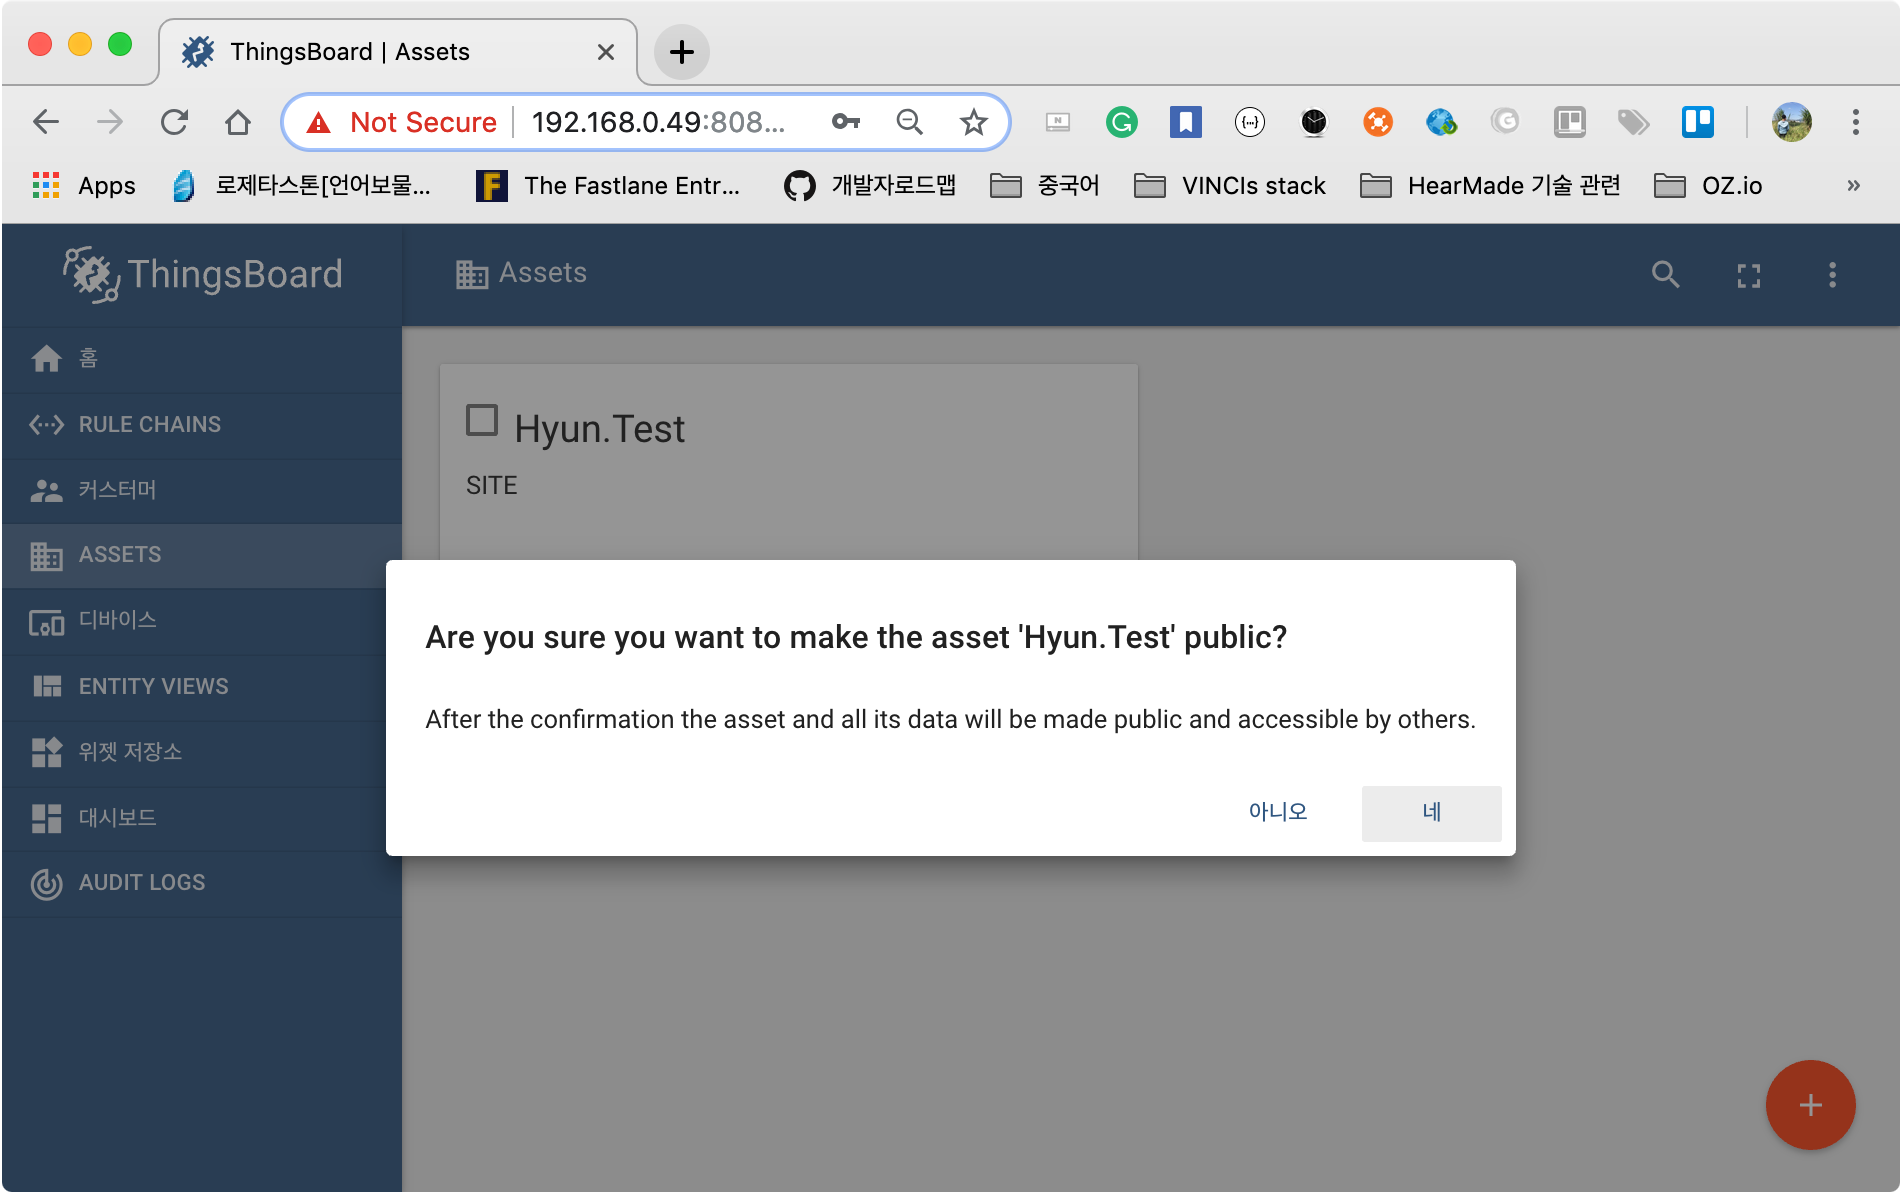 ThingsBoard | Assets
Not Secure
192.168.0.49:808...
Apps
로제타스톤[언어보물...
The Fastlane Entr...
개발자로드맵
중국어
VINCIs stack
HearMade 기술 관련
OZ.io
»
ThingsBoard
Assets
홈
RULE CHAINS
커스터머
ASSETS
디바이스
ENTITY VIEWS
위젯 저장소
대시보드
AUDIT LOGS
Hyun.Test
SITE
Are you sure you want to make the asset 'Hyun.Test' public?
After the confirmation the asset and all its data will be made public and accessible by others.
아니오
네